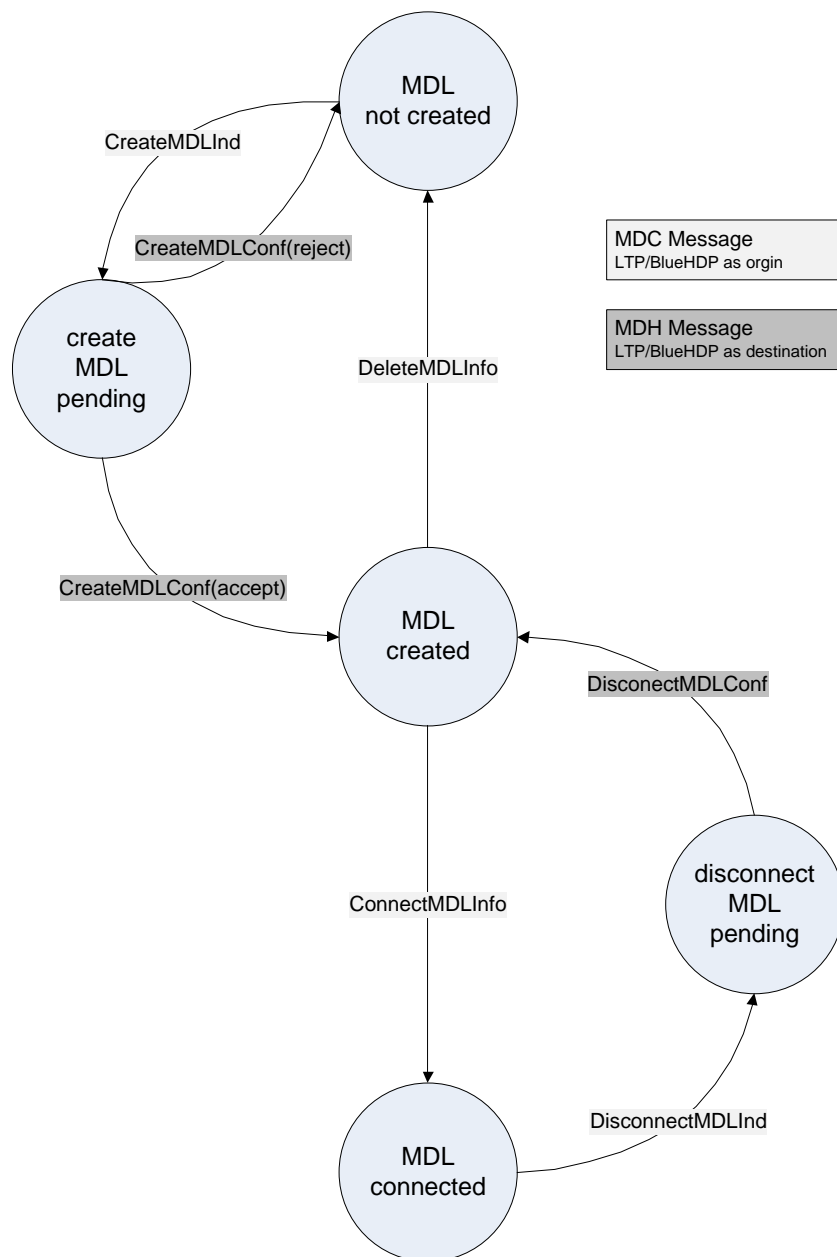 MDL
not created
CreateMDLInd
CreateMDLConf(reject)
MDC Message
LTP/BlueHDP as orgin
MDH Message
LTP/BlueHDP as destination
create
MDL
pending
DeleteMDLInfo
CreateMDLConf(accept)
MDL
created
DisconectMDLConf
ConnectMDLInfo
disconnect
MDL
pending
DisconnectMDLInd
MDL
connected